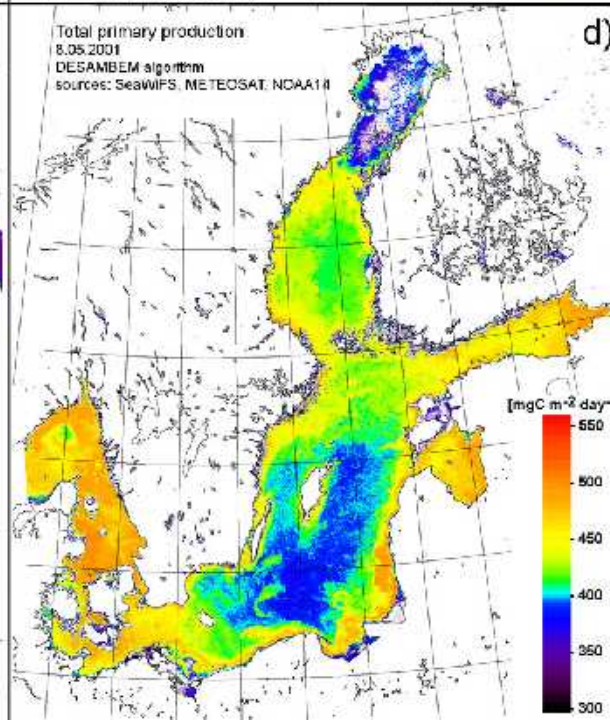 Total primary production
8.05.2001
DESAMBEM algorithm
sources: SeaWiFS, METEOSAT, NOAA14
d)
[mgC m-2 day-
550
500
450
400
350
300